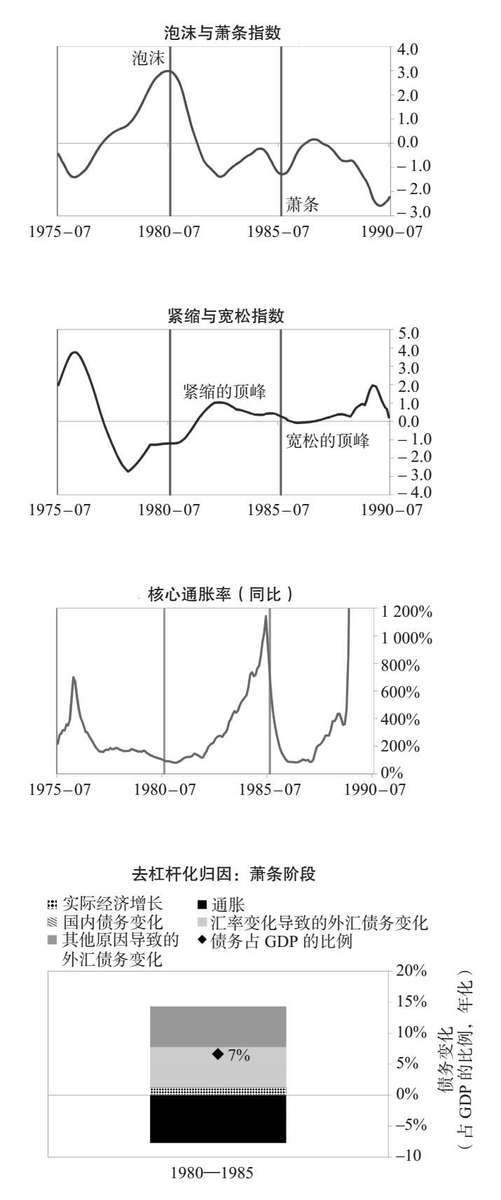 泡沫与萧条指数
泡沫
4.0
3.0
2.0
1.0
0.0
－1.0
－2.0
－3.0
萧条
1975–07 1980–07 1985–07 1990–07
紧缩与宽松指数
5.0
4.0
3.0
2.0
1.0
0.0
－1.0
－2.0
－3.0
－4.0
紧缩的顶峰
宽松的顶峰
1975–07 1980–07 1985–07 1990–07
核心通胀率（同比）
1 200%
1 000%
800%
600%
400%
200%
0%
1975–07 1980–07 1985–07 1990–07
去杠杆化归因：萧条阶段
实际经济增长 通胀
国内债务变化 汇率变化导致的外汇债务变化
其他原因导致的 债务占 GDP 的比例
外汇债务变化
20%
15%
10%
5%
0%
－5%
－10
7%
债务变化
（占 GDP 的比例，年化）
1980—1985